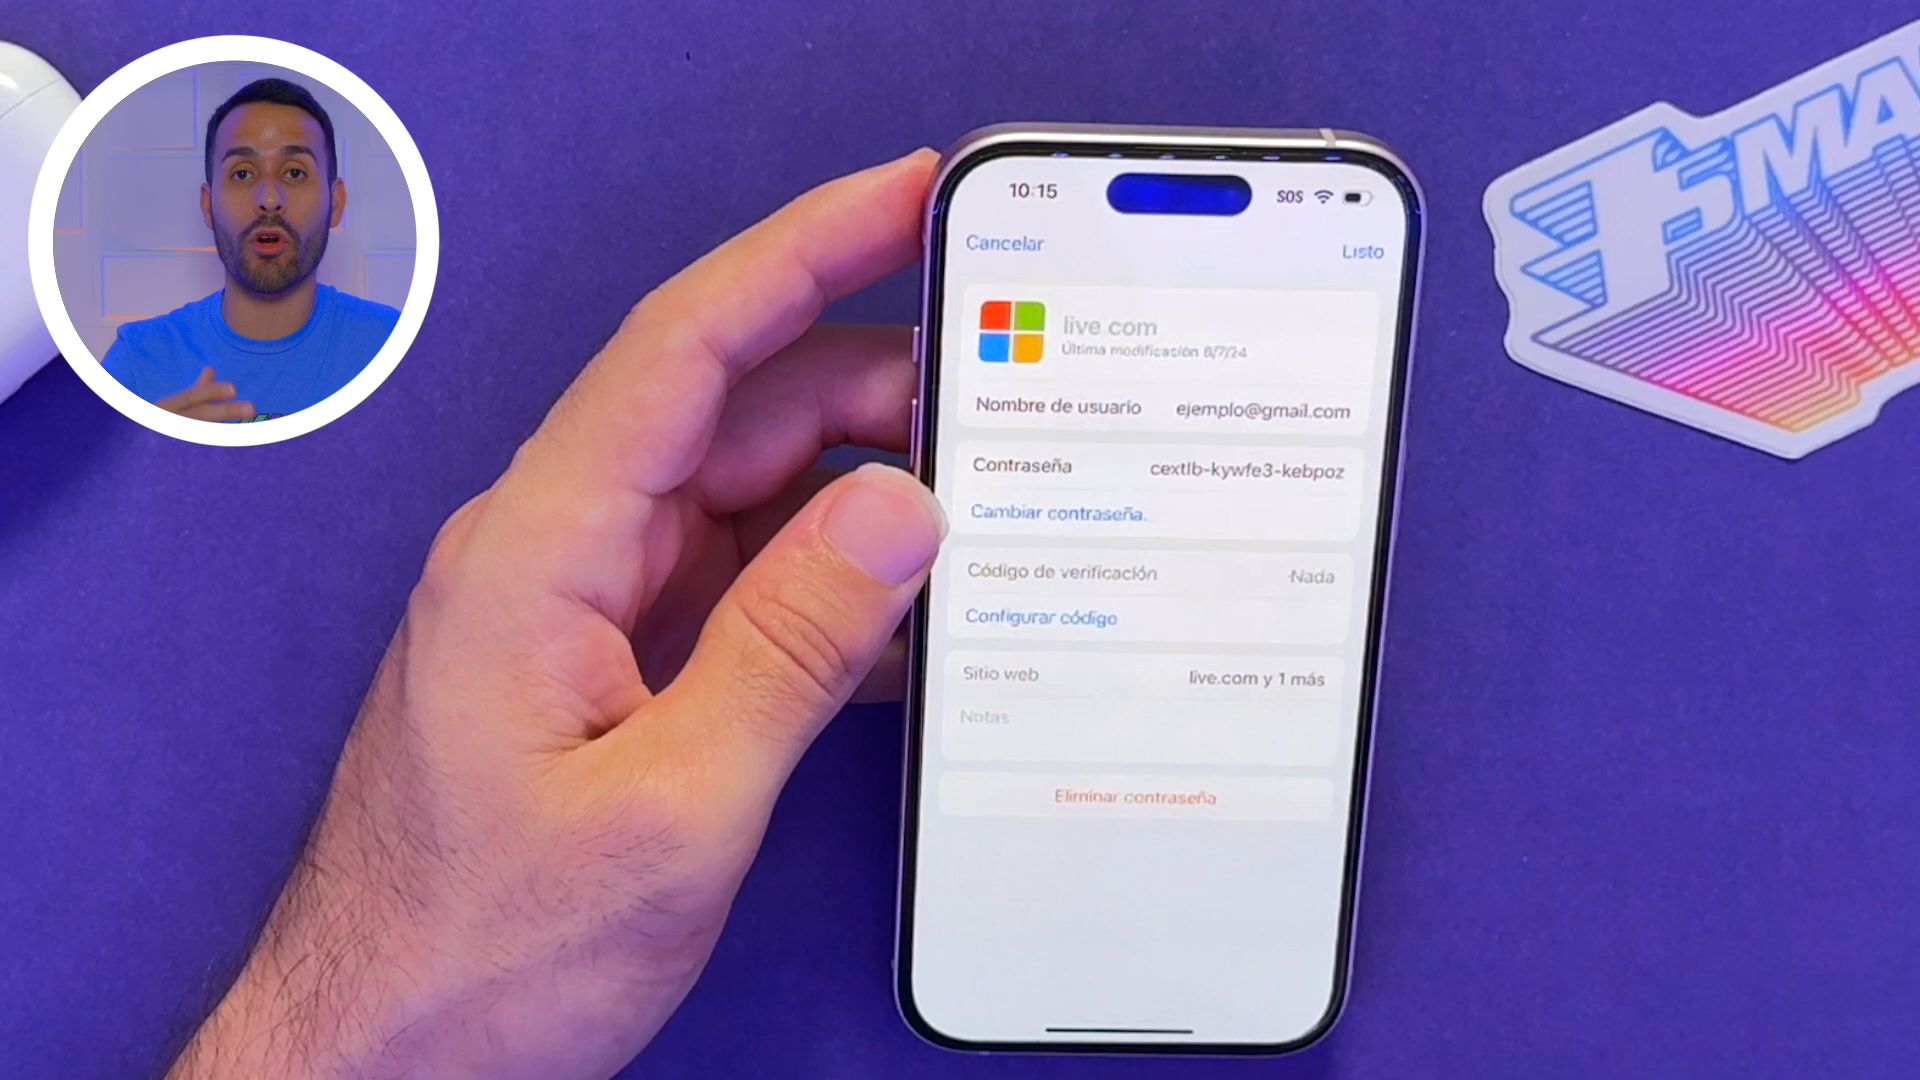 10:15
SOS
Cancelar
Listo
live.com
Última modificación 8/7/24
Nombre de usuario
ejemplo@gmail.com
Contraseña
cextlb-kywfe3-kebpoz
Cambiar contraseña.
Código de verificación
Nada
Configurar código
Sitio web
live.com y 1 más
Notas
Eliminar contraseña